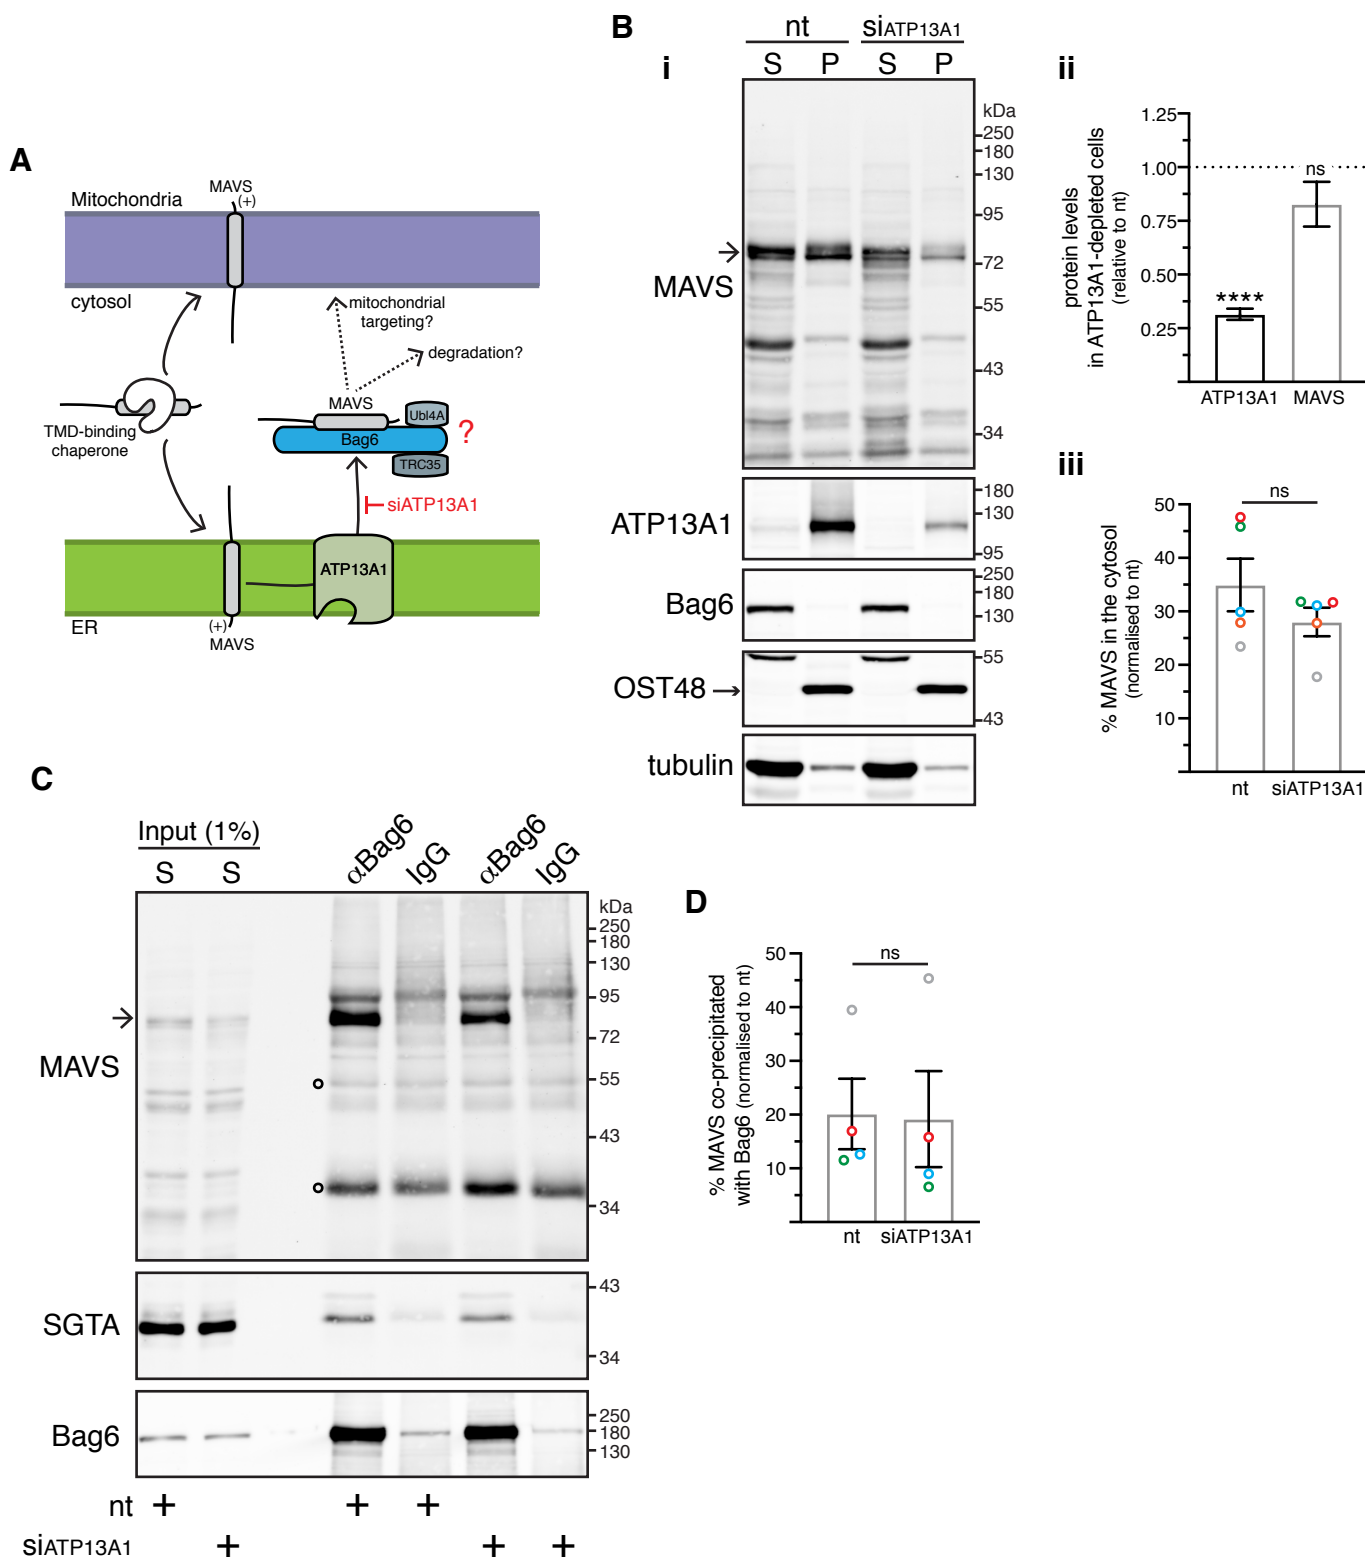 A
Mitochondria
MAVS
(+)
cytosol
mitochondrial
targeting?
degradation?
TMD-binding
chaperone
MAVS
Ubl4A
Bag6
TRC35
?
siATP13A1
ATP13A1
ER
(+)
MAVS
B
i
nt
siATP13A1
S
P
S
P
kDa
250
180
130
95
72
55
43
34
MAVS
ATP13A1
180
130
95
Bag6
250
180
130
OST48
55
43
tubulin
ii
protein levels
in ATP13A1-depleted cells
(relative to nt)
1.25
1.00
0.75
0.50
0.25
****
ns
ATP13A1
MAVS
iii
% MAVS in the cytosol
(normalised to nt)
50
40
30
20
10
ns
nt
siATP13A1
C
Input (1%)
S
S
αBag6
IgG
αBag6
IgG
kDa
250
180
130
95
72
55
43
34
MAVS
SGTA
43
34
Bag6
250
180
130
nt
+
+
+
siATP13A1
+
+
+
D
% MAVS co-precipitated
with Bag6 (normalised to nt)
50
40
30
20
10
ns
nt
siATP13A1